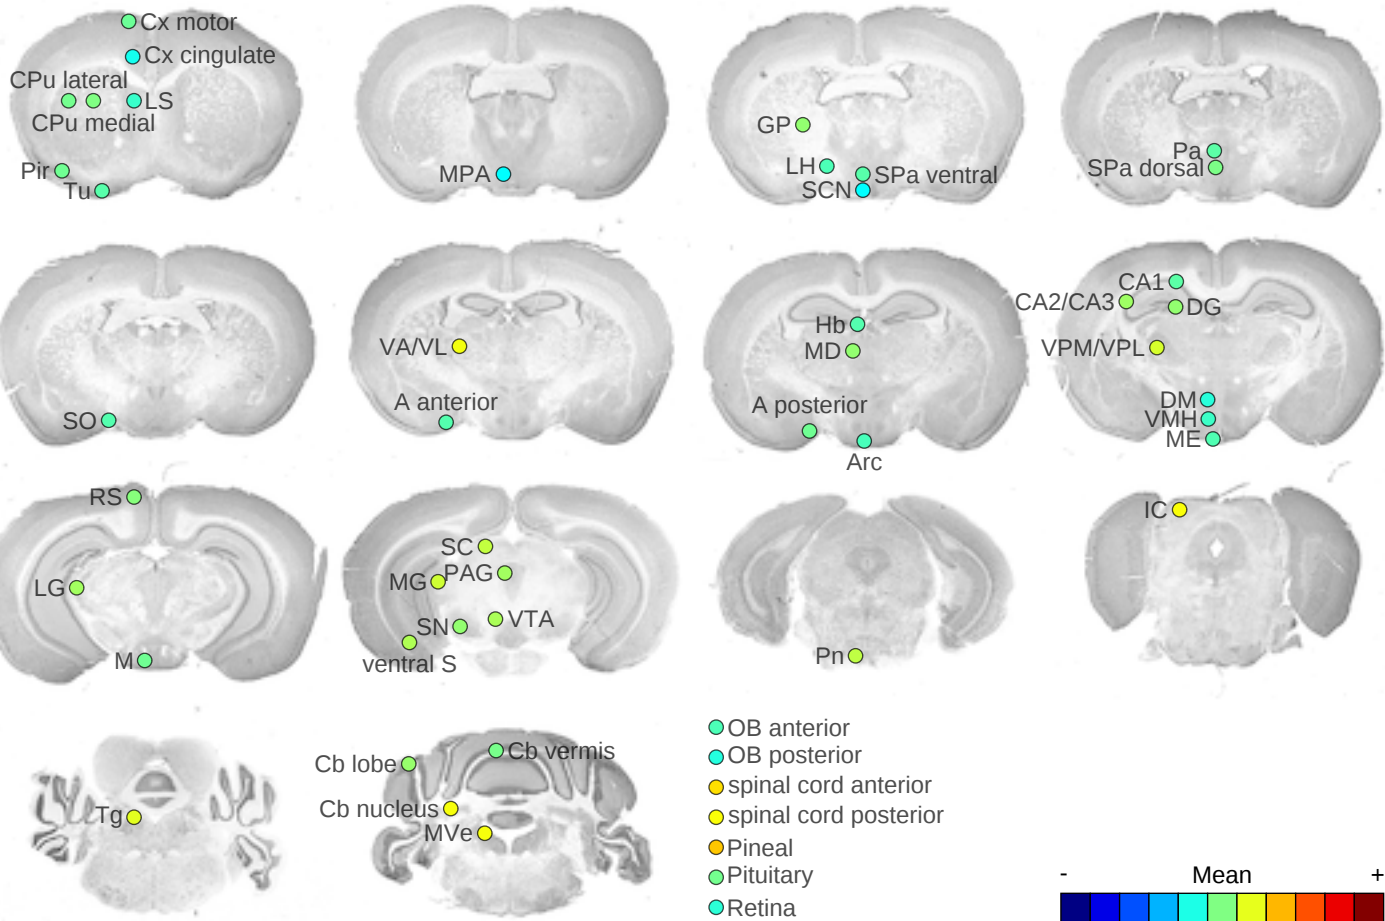 Cx motor
Cx cingulate
CPu lateral
LS
CPu medial
Pir
Tu
MPA
GP
LH
SPa ventral
SCN
Pa
SPa dorsal
SO
VA/VL
A anterior
Hb
MD
A posterior
Arc
CA1
CA2/CA3
DG
VPM/VPL
DM
VMH
ME
RS
LG
M
SC
MG
PAG
SN
VTA
ventral S
Pn
IC
Tg
Cb vermis
Cb lobe
Cb nucleus
MVe
OB anterior
OB posterior
spinal cord anterior
spinal cord posterior
Pineal
Pituitary
Retina
- Mean +